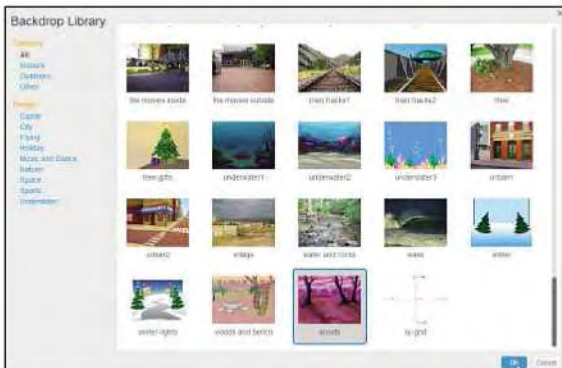 Backdrop Library
Category
All
Indoors
Outdoors
Other
Theme
Castle
City
Flying
Holiday
Music and Dance
Nature
Space
Sports
Underwater
the movies inside
the movies outside
train tracks1
train tracks2
tree
tree-gifts
underwater1
underwater2
underwater3
urban1
urban2
village
water and rocks
wave
winter
winter-lights
woods and bench
woods
xy-grid
OK
Cancel